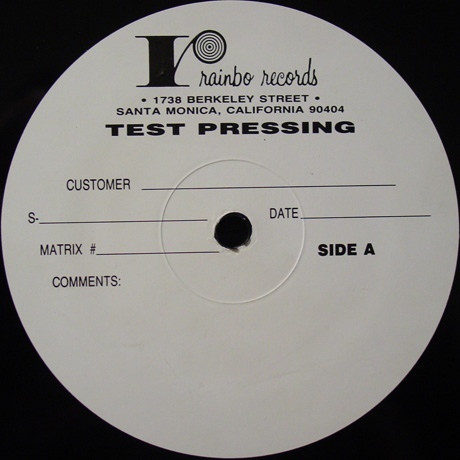 r rainbo records
• 1738 BERKELEY STREET •
SANTA MONICA, CALIFORNIA 90404
TEST PRESSING
CUSTOMER
S- DATE
MATRIX # SIDE A
COMMENTS: